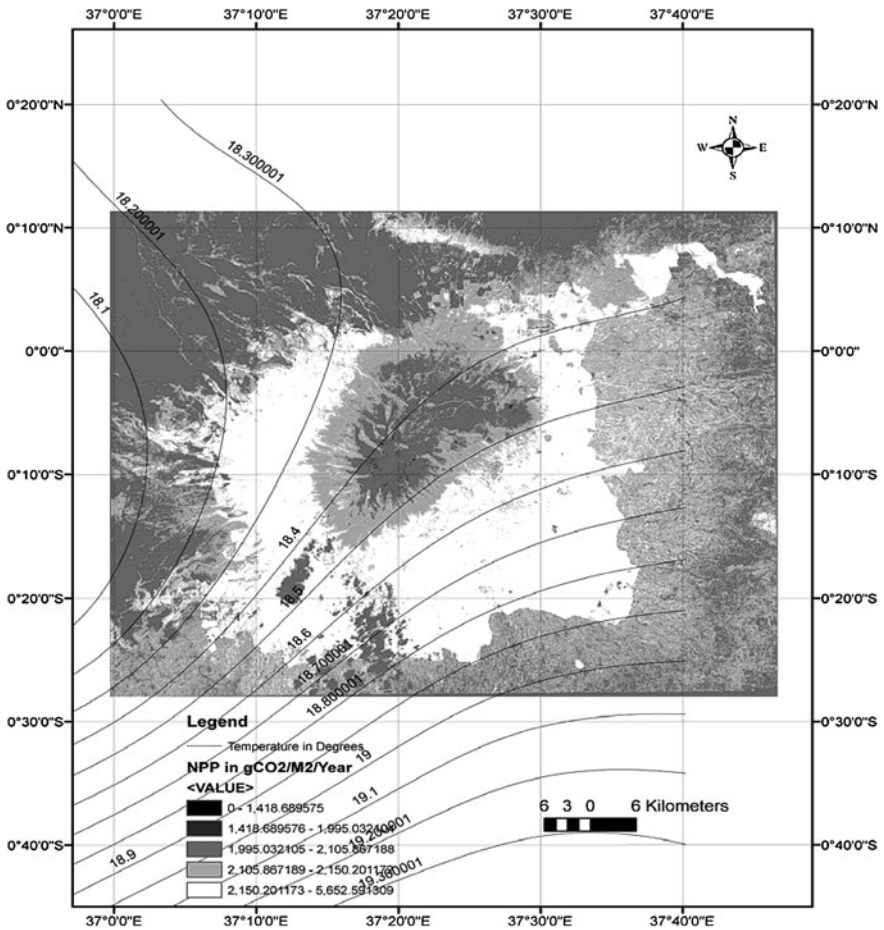 37°0'0"E 37°10'0"E 37°20'0"E 37°30'0"E 37°40'0"E
0°20'0"N 0°20'0"N
N
W E
S
18.300001
18.200001
0°10'0"N 0°10'0"N
18.1
0°0'0" 0°0'0"
0°10'0"S 0°10'0"S
18.4
18.5
0°20'0"S 0°20'0"S
18.6
18.700001
18.800001
0°30'0"S 0°30'0"S
Legend
Temperature in Degrees
19
NPP in gCO2/M2/Year
<VALUE>
19.1
0 - 1,418.689575
6 3 0 6 Kilometers
1,418.689576 - 1,995.032104
19.200001
0°40'0"S 0°40'0"S
1,995.032105 - 2,105.867188
18.9
2,105.867189 - 2,150.201172
19.300001
2,150.201173 - 5,652.591309
37°0'0"E 37°10'0"E 37°20'0"E 37°30'0"E 37°40'0"E